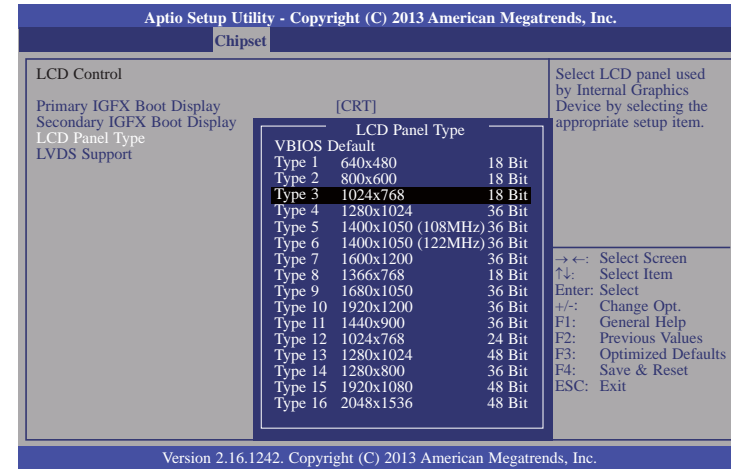 Aptio Setup Utility - Copyright (C) 2013 American Megatrends, Inc.
Chipset
LCD Control
Primary IGFX Boot Display [CRT]
Secondary IGFX Boot Display
LCD Panel Type
LVDS Support
LCD Panel Type
VBIOS Default
Type 1 640x480 18 Bit
Type 2 800x600 18 Bit
Type 3 1024x768 18 Bit
Type 4 1280x1024 36 Bit
Type 5 1400x1050 (108MHz) 36 Bit
Type 6 1400x1050 (122MHz) 36 Bit
Type 7 1600x1200 36 Bit
Type 8 1366x768 18 Bit
Type 9 1680x1050 36 Bit
Type 10 1920x1200 36 Bit
Type 11 1440x900 36 Bit
Type 12 1024x768 24 Bit
Type 13 1280x1024 48 Bit
Type 14 1280x800 36 Bit
Type 15 1920x1080 48 Bit
Type 16 2048x1536 48 Bit
Select LCD panel used
by Internal Graphics
Device by selecting the
appropriate setup item.
→←: Select Screen
↑↓: Select Item
Enter: Select
+/-: Change Opt.
F1: General Help
F2: Previous Values
F3: Optimized Defaults
F4: Save & Reset
ESC: Exit
Version 2.16.1242. Copyright (C) 2013 American Megatrends, Inc.